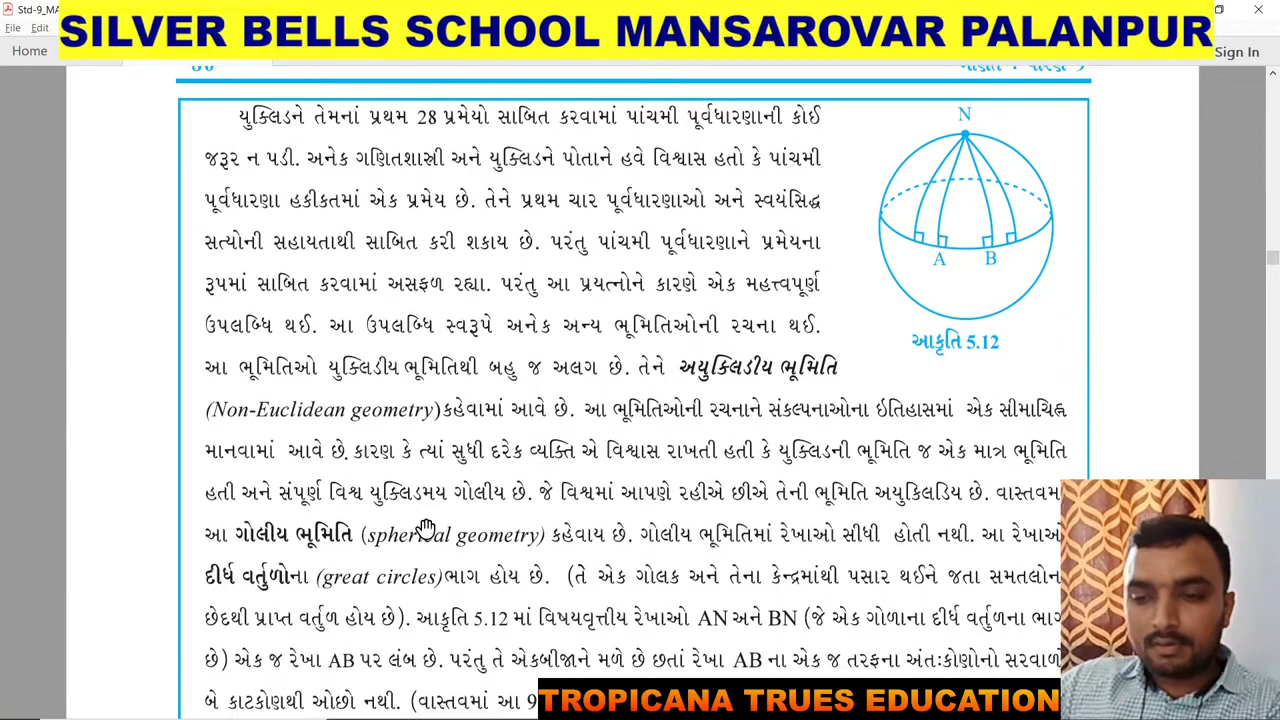 SILVER BELLS SCHOOL MANSAROVAR PALANPUR
File
Home
Sign In
યુક્લિડને તેમનાં પ્રથમ 28 પ્રમેયો સાબિત કરવામાં પાંચમી પૂર્વધારણાની કોઈ
જરૂર ન પડી. અનેક ગણિતશાસ્ત્રી અને યુક્લિડને પોતાને હવે વિશ્વાસ હતો કે પાંચમી
પૂર્વધારણા હકીકતમાં એક પ્રમેય છે. તેને પ્રથમ ચાર પૂર્વધારણાઓ અને સ્વયંસિદ્ધ
સત્યોની સહાયતાથી સાબિત કરી શકાય છે. પરંતુ પાંચમી પૂર્વધારણાને પ્રમેયના
રૂપમાં સાબિત કરવામાં અસફળ રહ્યા. પરંતુ આ પ્રયત્નોને કારણે એક મહત્ત્વપૂર્ણ
ઉપલબ્ધિ થઈ. આ ઉપલબ્ધિ સ્વરૂપે અનેક અન્ય ભૂમિતિઓની રચના થઈ.
આ ભૂમિતિઓ યુક્લિડીય ભૂમિતિથી બહુ જ અલગ છે. તેને અયુક્લિડીય ભૂમિતિ
N
A B
આકૃતિ 5.12
(Non-Euclidean geometry)કહેવામાં આવે છે. આ ભૂમિતિઓની રચનાને સંકલ્પનાઓના ઇતિહાસમાં એક સીમાચિહ્ન
માનવામાં આવે છે. કારણ કે ત્યાં સુધી દરેક વ્યક્તિ એ વિશ્વાસ રાખતી હતી કે યુક્લિડની ભૂમિતિ જ એક માત્ર ભૂમિતિ
હતી અને સંપૂર્ણ વિશ્વ યુક્લિડમય ગોલીય છે. જે વિશ્વમાં આપણે રહીએ છીએ તેની ભૂમિતિ અયુકિલડિય છે. વાસ્તવમાં
આ ગોલીય ભૂમિતિ (spherical geometry) કહેવાય છે. ગોલીય ભૂમિતિમાં રેખાઓ સીધી હોતી નથી. આ રેખાઓ
દીર્ઘ વર્તુળોના (great circles)ભાગ હોય છે. (તે એક ગોલક અને તેના કેન્દ્રમાંથી પસાર થઈને જતા સમતલોન
છેદથી પ્રાપ્ત વર્તુળ હોય છે). આકૃતિ 5.12 માં વિષયવૃત્તીય રેખાઓ AN અને BN (જે એક ગોળાના દીર્ધ વર્તુળના ભાગ
છે) એક જ રેખા AB પર લંબ છે. પરંતુ તે એકબીજાને મળે છે છતાં રેખા AB ના એક જ તરફના અંતઃકોણોનો સરવાળો
બે કાટકોણથી ઓછો નથી. (વાસ્તવમાં આ 9
TROPICANA TRUES EDUCATION